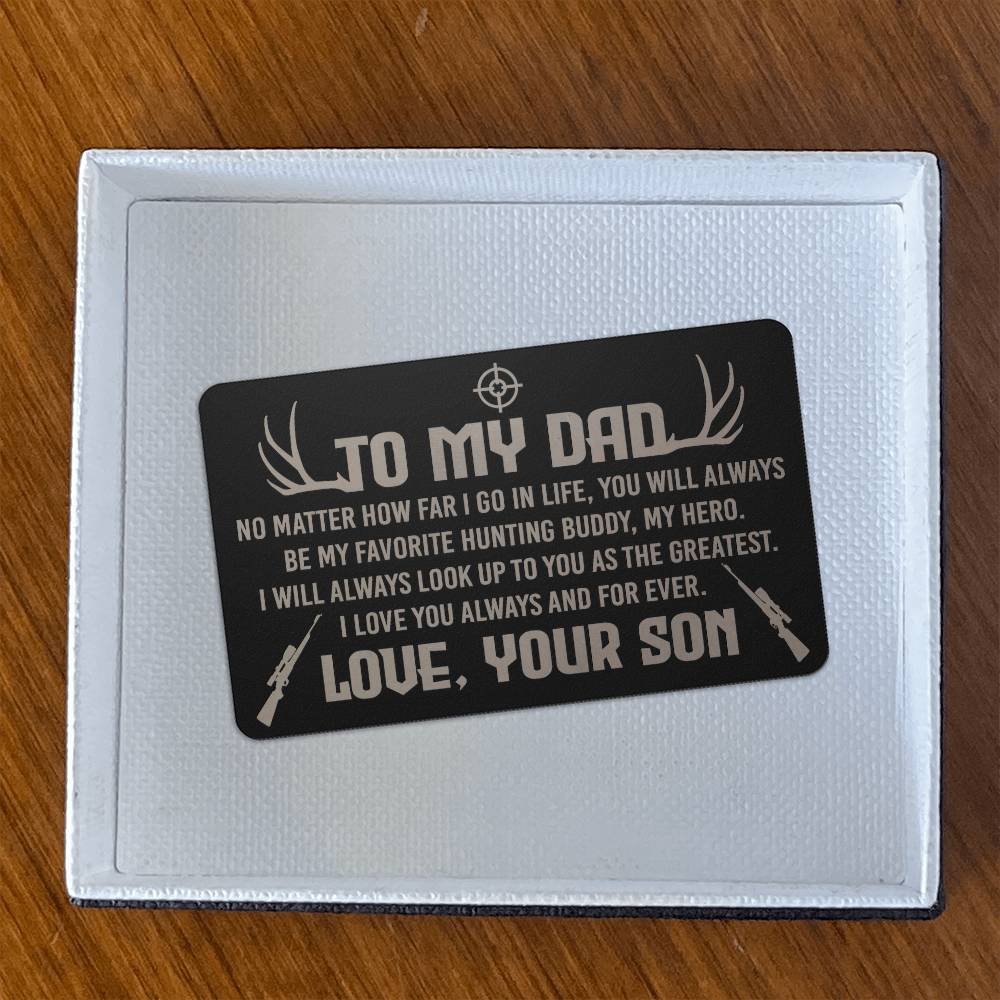 TO MY DAD
NO MATTER HOW FAR I GO IN LIFE, YOU WILL ALWAYS
BE MY FAVORITE HUNTING BUDDY, MY HERO.
I WILL ALWAYS LOOK UP TO YOU AS THE GREATEST.
I LOVE YOU ALWAYS AND FOR EVER.
LOVE, YOUR SON